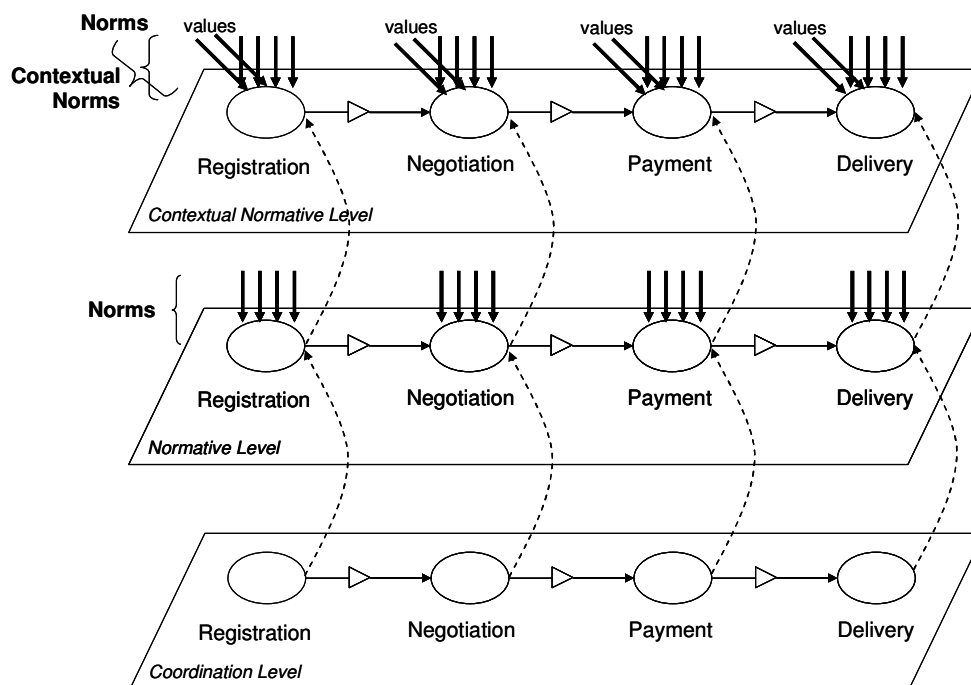 Norms
values
values
values
values
Contextual
Norms
Registration
Negotiation
Payment
Delivery
Contextual Normative Level
Norms
Registration
Negotiation
Payment
Delivery
Normative Level
Registration
Negotiation
Payment
Delivery
Coordination Level